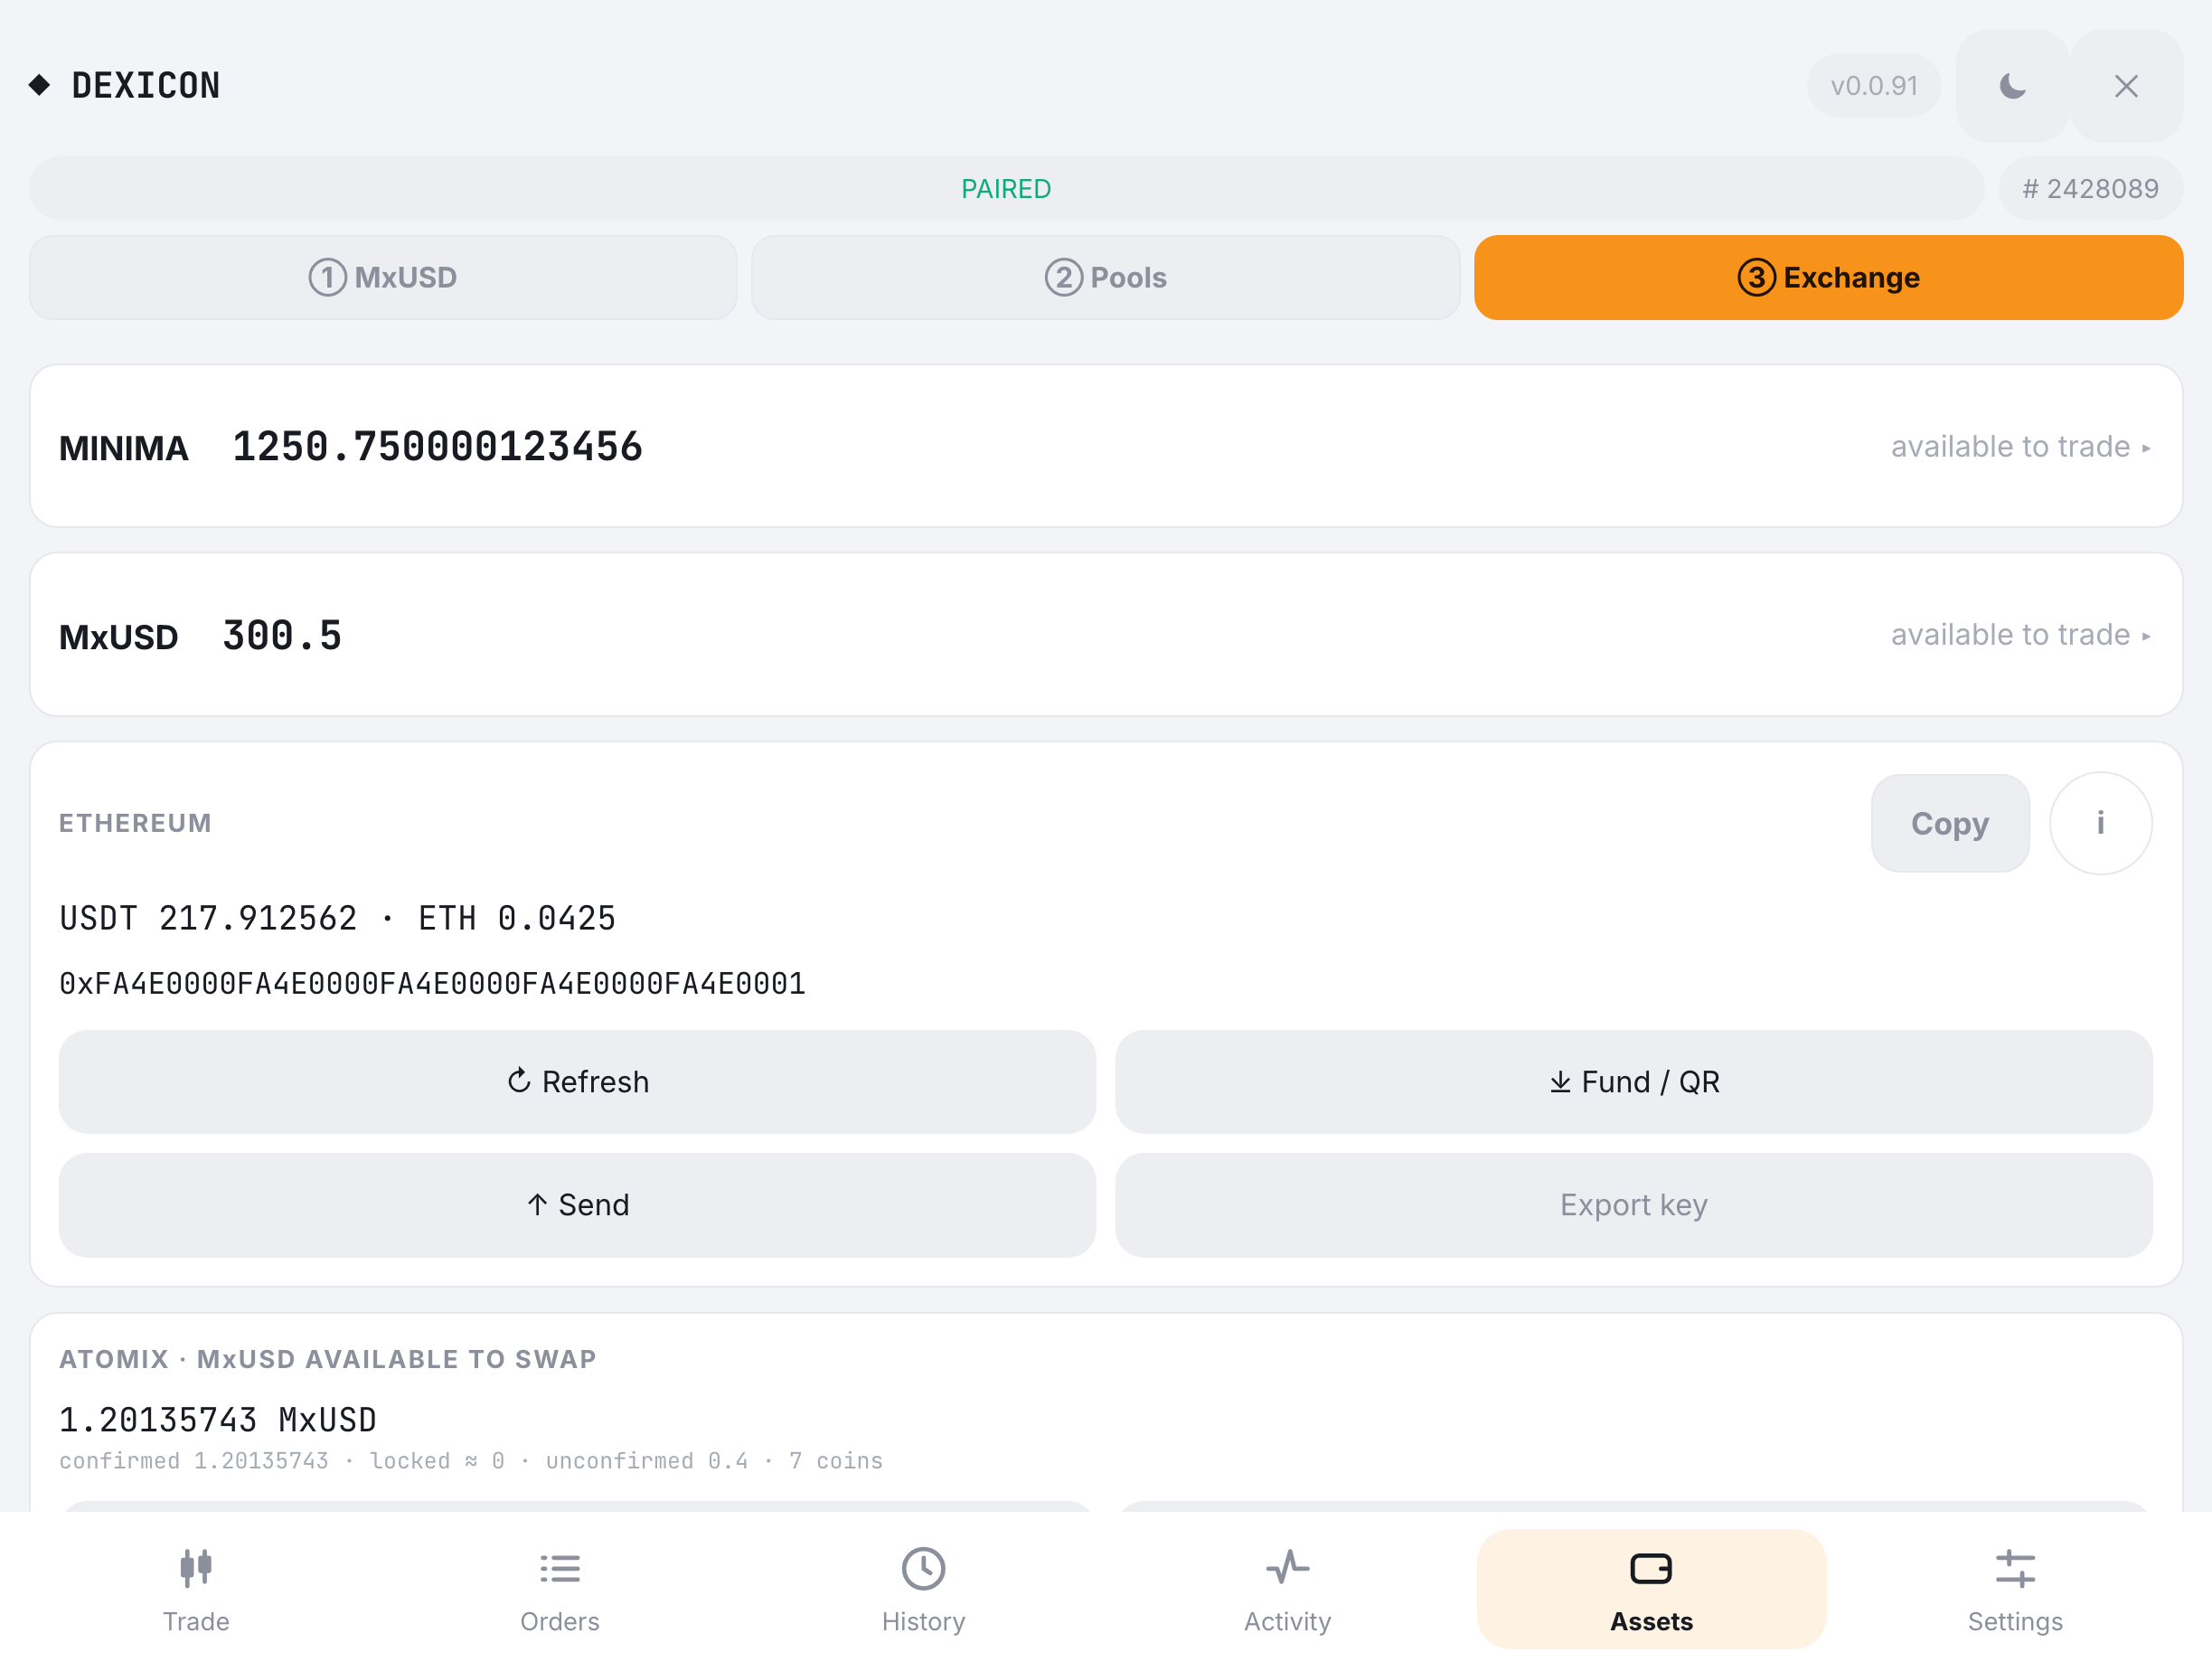 ◆ DEXICON
v0.0.91
PAIRED
# 2428089
① MxUSD
② Pools
③ Exchange
MINIMA 1250.750000123456
available to trade ▸
MxUSD 300.5
available to trade ▸
ETHEREUM
Copy
i
USDT 217.912562 · ETH 0.0425
0xFA4E0000FA4E0000FA4E0000FA4E0000FA4E0001
↻ Refresh
⤓ Fund / QR
↑ Send
Export key
ATOMIX · MxUSD AVAILABLE TO SWAP
1.20135743 MxUSD
confirmed 1.20135743 · locked ≈ 0 · unconfirmed 0.4 · 7 coins
Trade
Orders
History
Activity
Assets
Settings